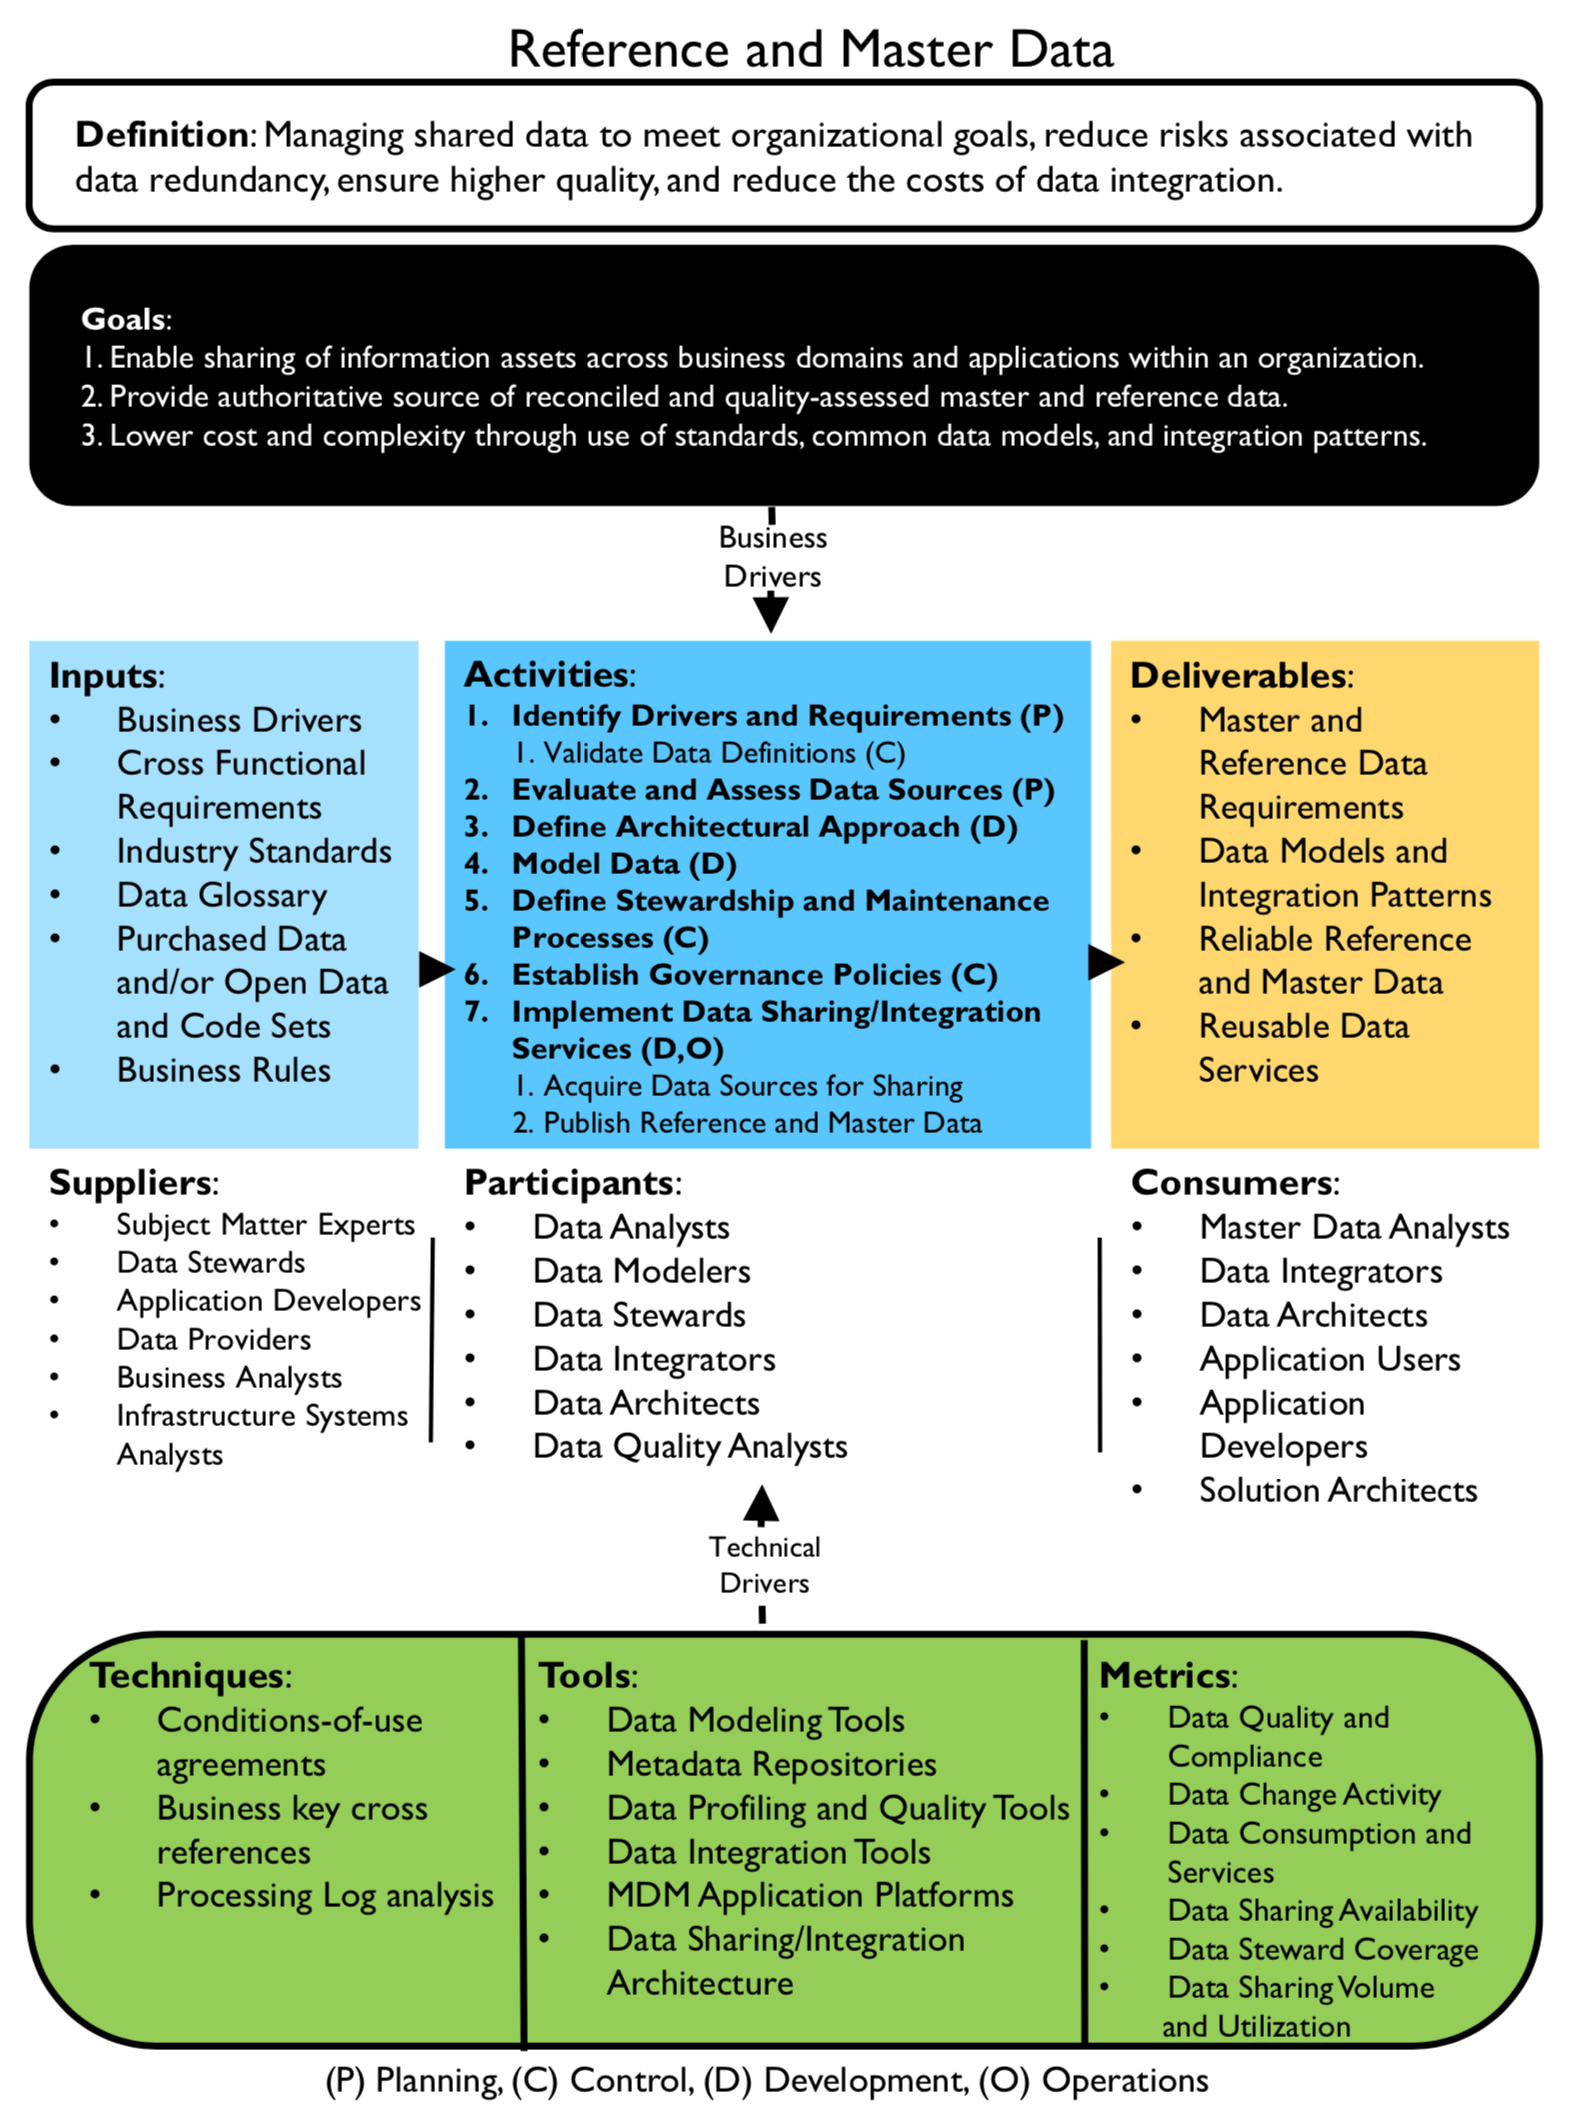 Reference and Master Data
Definition: Managing shared data to meet organizational goals, reduce risks associated with
data redundancy, ensure higher quality, and reduce the costs of data integration.
Goals:
1. Enable sharing of information assets across business domains and applications within an organization.
2. Provide authoritative source of reconciled and quality-assessed master and reference data.
3. Lower cost and complexity through use of standards, common data models, and integration patterns.
Business
Drivers
Inputs:
• Business Drivers
• Cross Functional
Requirements
• Industry Standards
• Data Glossary
• Purchased Data
and/or Open Data
and Code Sets
• Business Rules
Activities:
1. Identify Drivers and Requirements (P)
1. Validate Data Definitions (C)
2. Evaluate and Assess Data Sources (P)
3. Define Architectural Approach (D)
4. Model Data (D)
5. Define Stewardship and Maintenance
Processes (C)
6. Establish Governance Policies (C)
7. Implement Data Sharing/Integration
Services (D,O)
1. Acquire Data Sources for Sharing
2. Publish Reference and Master Data
Deliverables:
• Master and
Reference Data
Requirements
• Data Models and
Integration Patterns
• Reliable Reference
and Master Data
• Reusable Data
Services
Suppliers:
• Subject Matter Experts
• Data Stewards
• Application Developers
• Data Providers
• Business Analysts
• Infrastructure Systems
Analysts
Participants:
• Data Analysts
• Data Modelers
• Data Stewards
• Data Integrators
• Data Architects
• Data Quality Analysts
Consumers:
• Master Data Analysts
• Data Integrators
• Data Architects
• Application Users
• Application
Developers
• Solution Architects
Technical
Drivers
Techniques:
• Conditions-of-use
agreements
• Business key cross
references
• Processing Log analysis
Tools:
• Data Modeling Tools
• Metadata Repositories
• Data Profiling and Quality Tools
• Data Integration Tools
• MDM Application Platforms
• Data Sharing/Integration
Architecture
Metrics:
• Data Quality and
Compliance
• Data Change Activity
• Data Consumption and
Services
• Data Sharing Availability
• Data Steward Coverage
• Data Sharing Volume
and Utilization
(P) Planning, (C) Control, (D) Development, (O) Operations